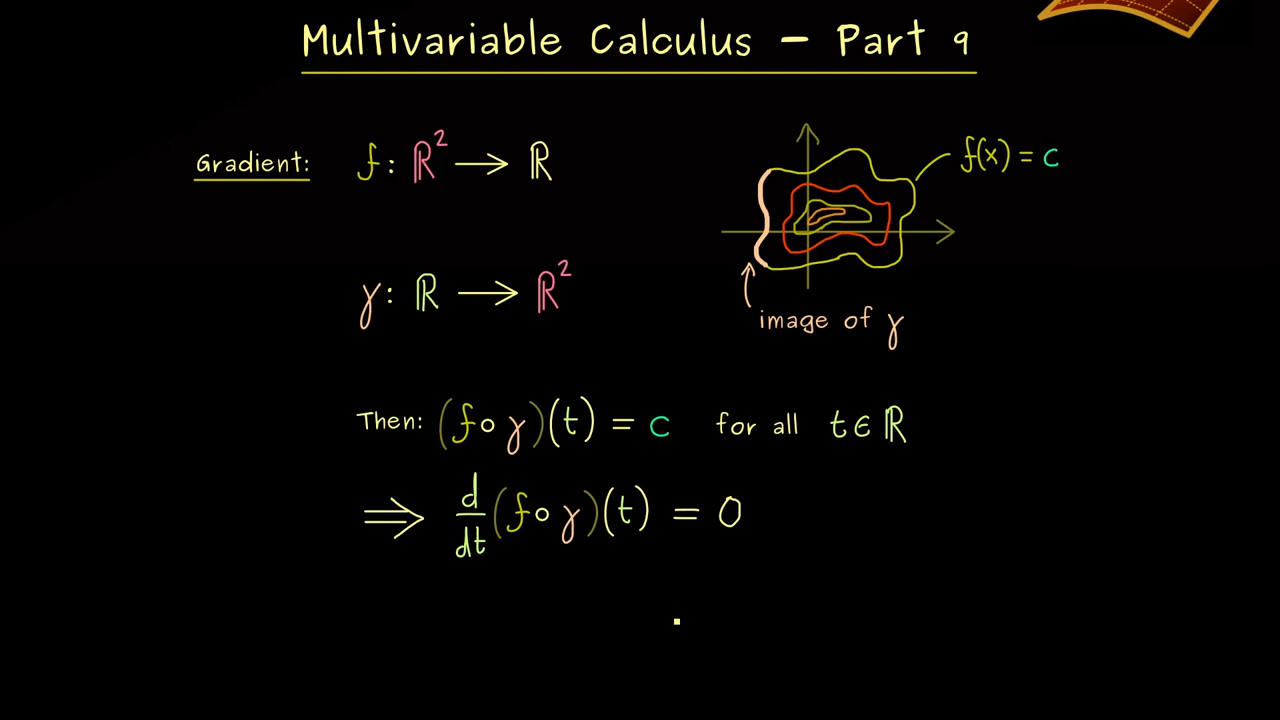 Multivariable Calculus – Part 9
Gradient: f: ℝ² ⟶ ℝ
f(x) = c
γ: ℝ ⟶ ℝ²
image of γ
Then: (f∘γ)(t) = c for all t∈ℝ
⟹ d/dt (f∘γ)(t) = 0